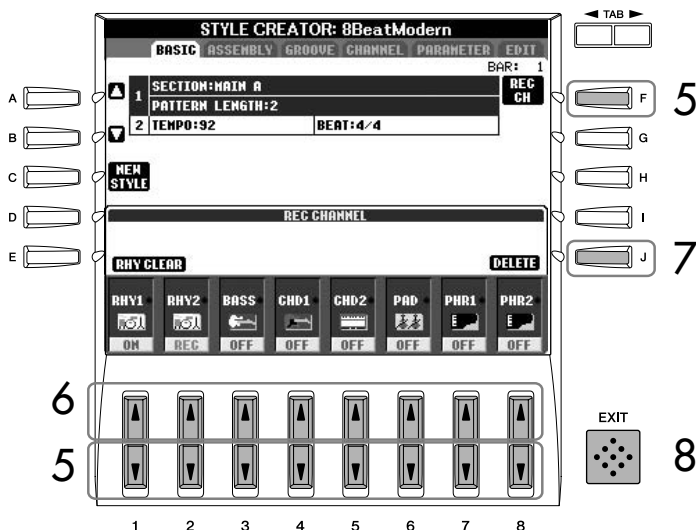 STYLE CREATOR: 8BeatModern
◄ TAB ►
BASIC ASSEMBLY GROOVE CHANNEL PARAMETER EDIT
BAR: 1
1 SECTION:MAIN A
PATTERN LENGTH:2
REC CH
2 TEMPO:92 BEAT:4/4
NEW STYLE
A
B
C
D
E
F
G
H
I
J
5
7
REC CHANNEL
RHY CLEAR DELETE
RHY1 RHY2 BASS CHD1 CHD2 PAD PHR1 PHR2
ON REC OFF OFF OFF OFF OFF OFF
6
5
EXIT
8
1 2 3 4 5 6 7 8